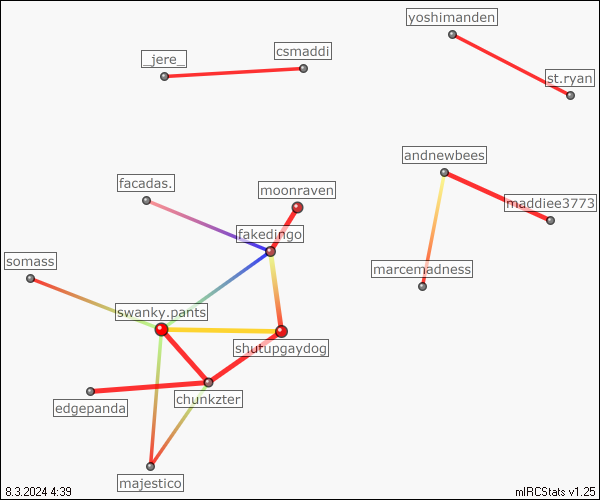 yoshimanden
_jere_
csmaddi
st.ryan
andnewbees
facadas.
moonraven
maddiee3773
fakedingo
somass
marcemadness
swanky.pants
shutupgaydog
edgepanda
chunkzter
majestico
8.3.2024 4:39
mIRCStats v1.25